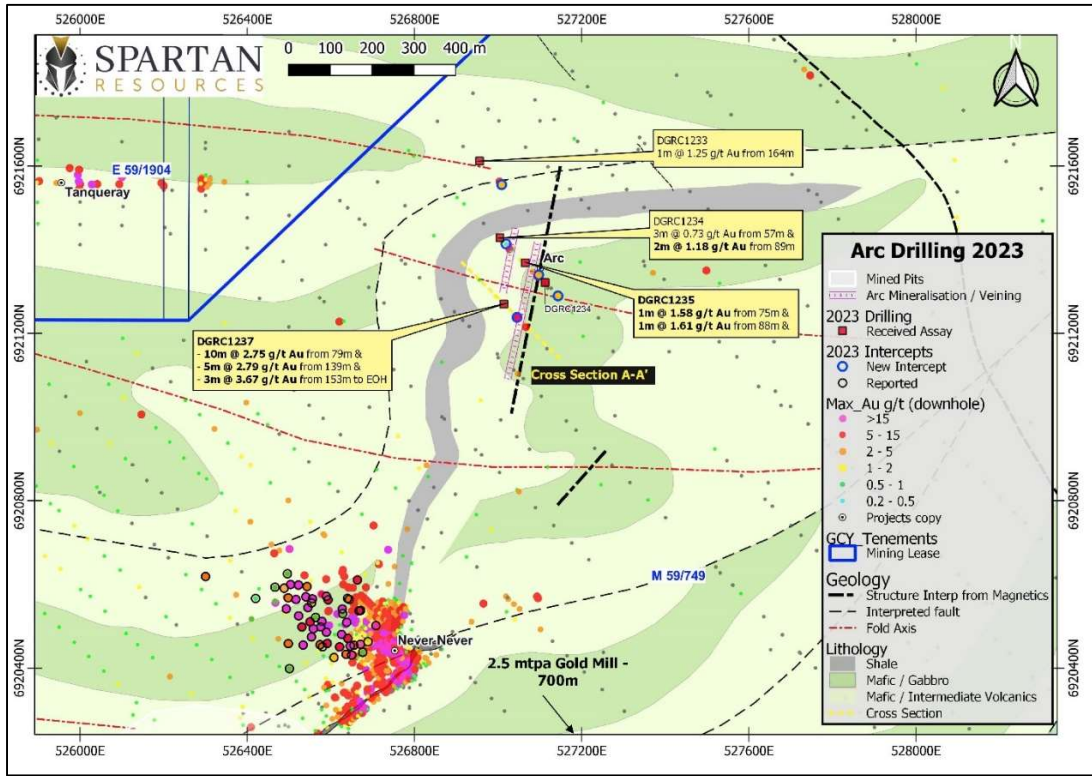 526000E
526400E
526800E
527200E
527600E
528000E
SPARTAN
RESOURCES
0 100 200 300 400 m
N
6921600N
6921600N
E 59/1904
Tanqueray
DGRC1233
1m @ 1.25 g/t Au from 164m
DGRC1234
3m @ 0.73 g/t Au from 57m &
2m @ 1.18 g/t Au from 89m
Arc
DGRC1234
DGRC1235
1m @ 1.58 g/t Au from 75m &
1m @ 1.61 g/t Au from 88m &
6921200N
6921200N
DGRC1237
- 10m @ 2.75 g/t Au from 79m &
- 5m @ 2.79 g/t Au from 139m &
- 3m @ 3.67 g/t Au from 153m to EOH
Cross Section A-A'
6920800N
6920800N
M 59/749
Never Never
2.5 mtpa Gold Mill -
700m
6920400N
6920400N
Arc Drilling 2023
Mined Pits
Arc Mineralisation / Veining
2023 Drilling
Received Assay
2023 Intercepts
New Intercept
Reported
Max_Au g/t (downhole)
>15
5 - 15
2 - 5
1 - 2
0.5 - 1
0.2 - 0.5
Projects copy
GCY_Tenements
Mining Lease
Geology
Structure Interp from Magnetics
Interpreted fault
Fold Axis
Lithology
Shale
Mafic / Gabbro
Mafic / Intermediate Volcanics
Cross Section
526000E
526400E
526800E
527200E
527600E
528000E